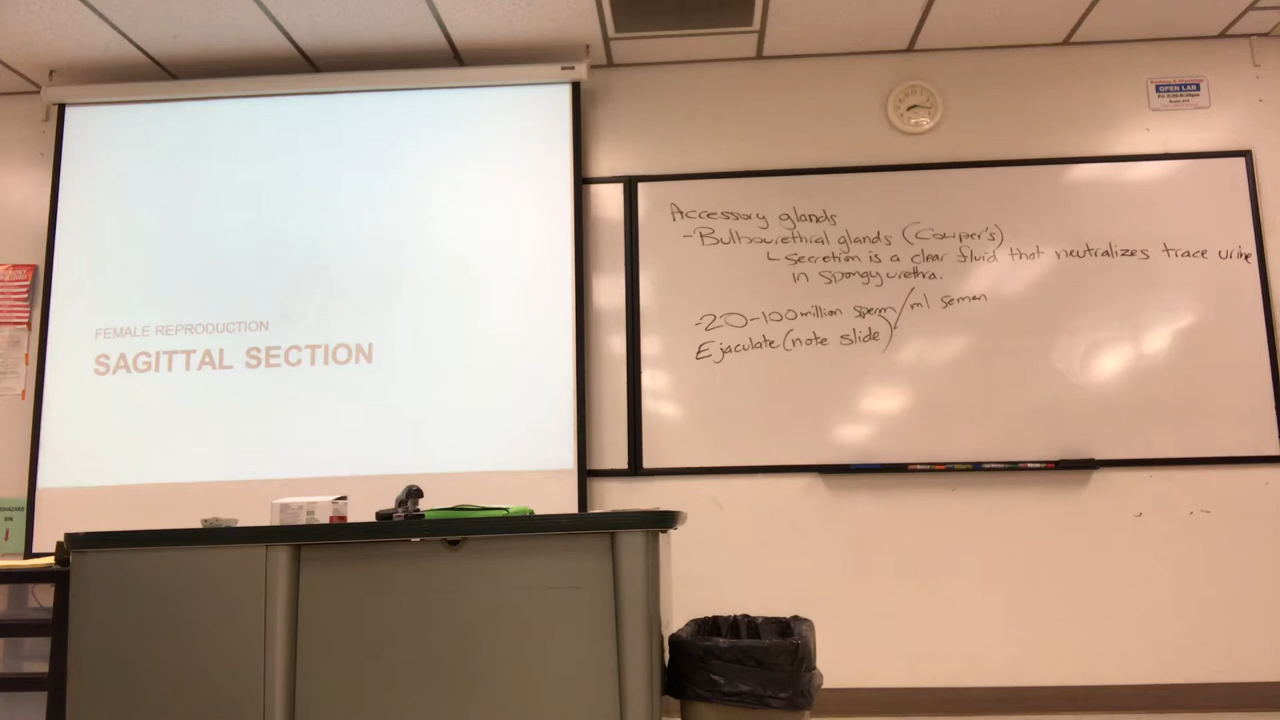 FEMALE REPRODUCTION
SAGITTAL SECTION
Accessory glands
-Bulbourethral glands (Cowper's)
Secretion is a clear fluid that neutralizes trace urine
in spongy urethra.
-20-100 million sperm/ml semen
Ejaculate (note slide)
OPEN LAB
BIN